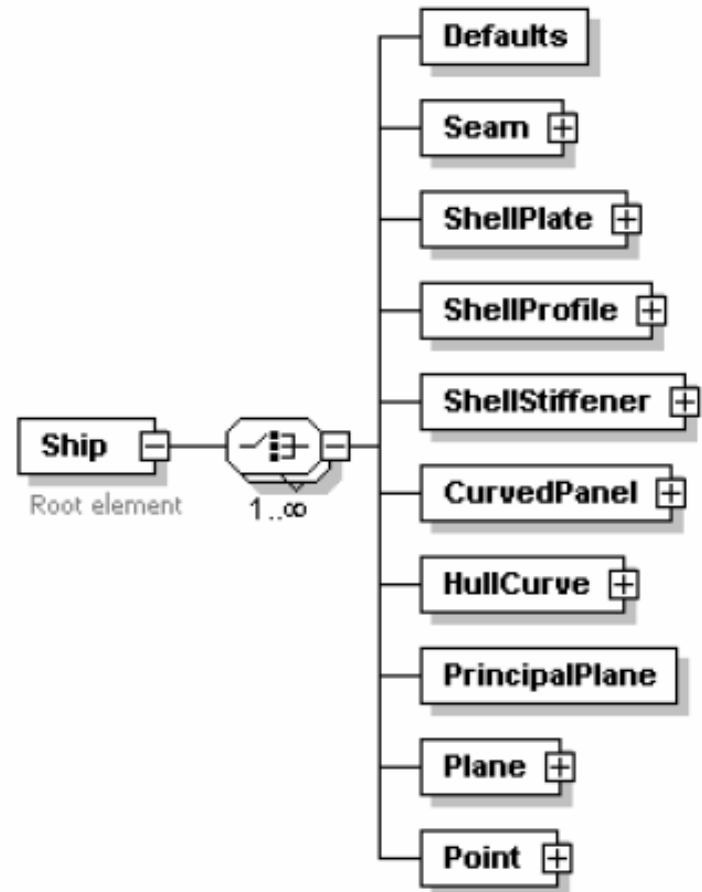 Defaults
Seam
ShellPlate
ShellProfile
ShellStiffener
Ship
Root element
1..∞
CurvedPanel
HullCurve
PrincipalPlane
Plane
Point